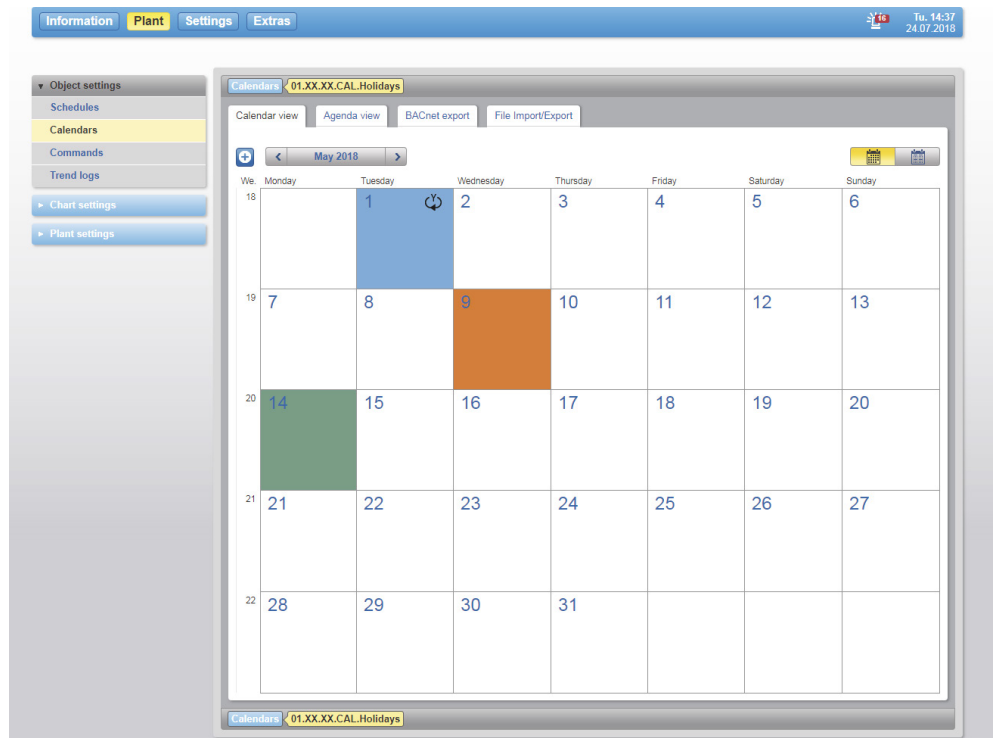 Information Plant Settings Extras 16 Tu. 14:37
24.07.2018
Object settings
Schedules
Calendars
Commands
Trend logs
Chart settings
Plant settings
Calendars 01.XX.XX.CAL.Holidays
Calendar view Agenda view BACnet export File Import/Export
May 2018
We. Monday Tuesday Wednesday Thursday Friday Saturday Sunday
18 1 Y 2 3 4 5 6
19 7 8 9 10 11 12 13
20 14 15 16 17 18 19 20
21 21 22 23 24 25 26 27
22 28 29 30 31
Calendars 01.XX.XX.CAL.Holidays